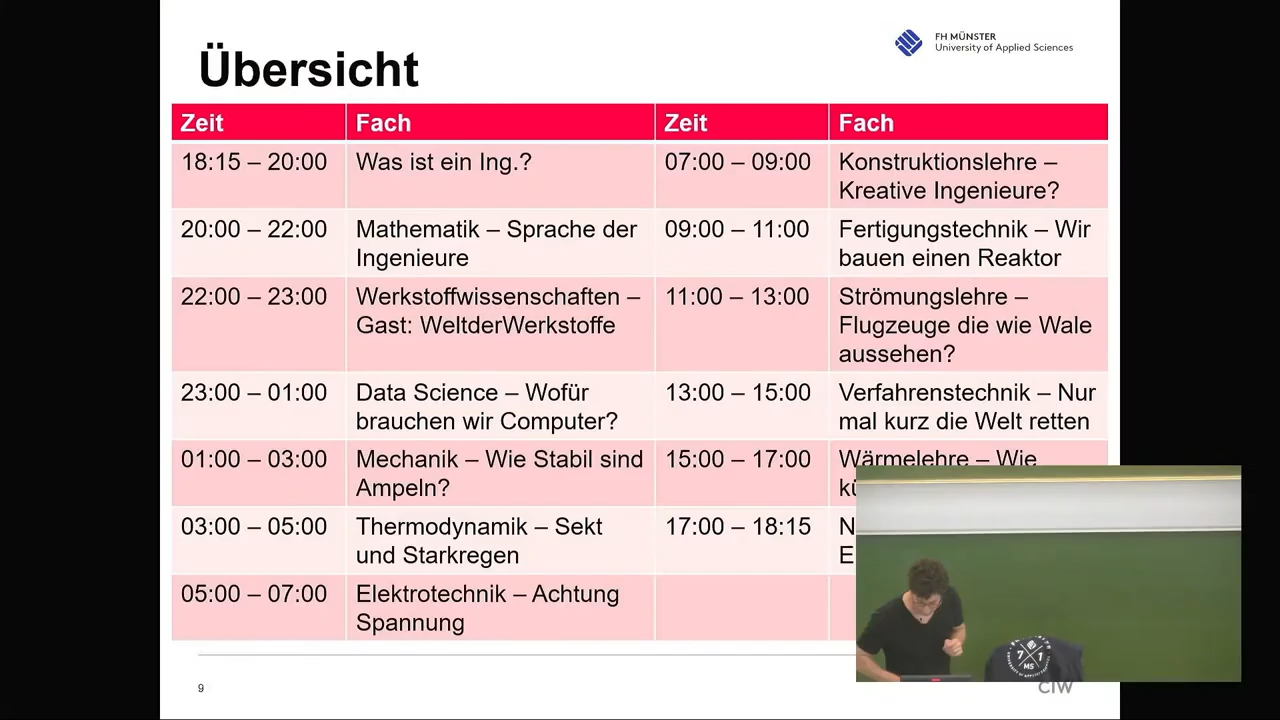 FH MÜNSTER
University of Applied Sciences
Übersicht
Zeit
Fach
Zeit
Fach
18:15 – 20:00
Was ist ein Ing.?
07:00 – 09:00
Konstruktionslehre –
Kreative Ingenieure?
20:00 – 22:00
Mathematik – Sprache der
Ingenieure
09:00 – 11:00
Fertigungstechnik – Wir
bauen einen Reaktor
22:00 – 23:00
Werkstoffwissenschaften –
Gast: WeltderWerkstoffe
11:00 – 13:00
Strömungslehre –
Flugzeuge die wie Wale
aussehen?
23:00 – 01:00
Data Science – Wofür
brauchen wir Computer?
13:00 – 15:00
Verfahrenstechnik – Nur
mal kurz die Welt retten
01:00 – 03:00
Mechanik – Wie Stabil sind
Ampeln?
15:00 – 17:00
Wärmelehre – Wie
03:00 – 05:00
Thermodynamik – Sekt
und Starkregen
17:00 – 18:15
05:00 – 07:00
Elektrotechnik – Achtung
Spannung
9
7 1
MS
CIW